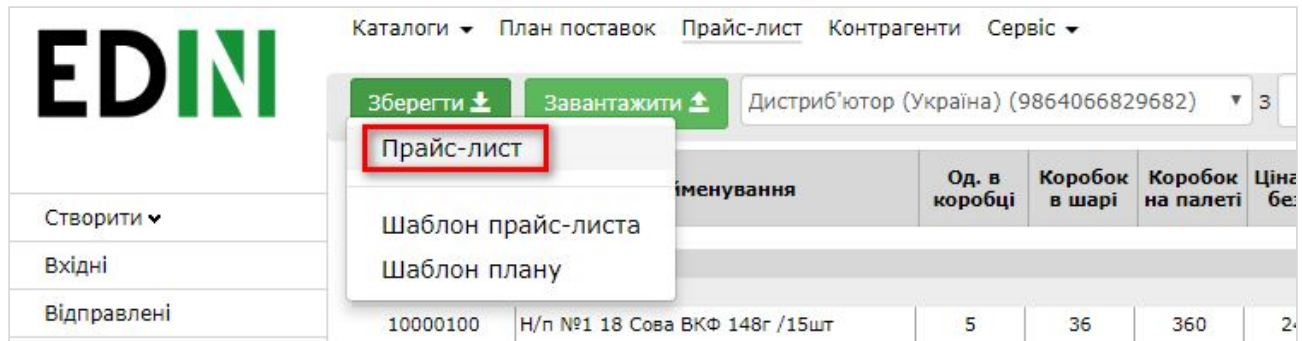 EDIN
Каталоги План поставок Прайс-лист Контрагенти Сервіс
Зберегти Завантажити Дистриб'ютор (Україна) (9864066829682) з
Прайс-лист
Шаблон прайс-листа
Шаблон плану
Од. в коробці Коробок в шарі Коробок на палеті
Створити
Вхідні
Відправлені
10000100 Н/п №1 18 Сова ВКФ 148г /15шт 5 36 360